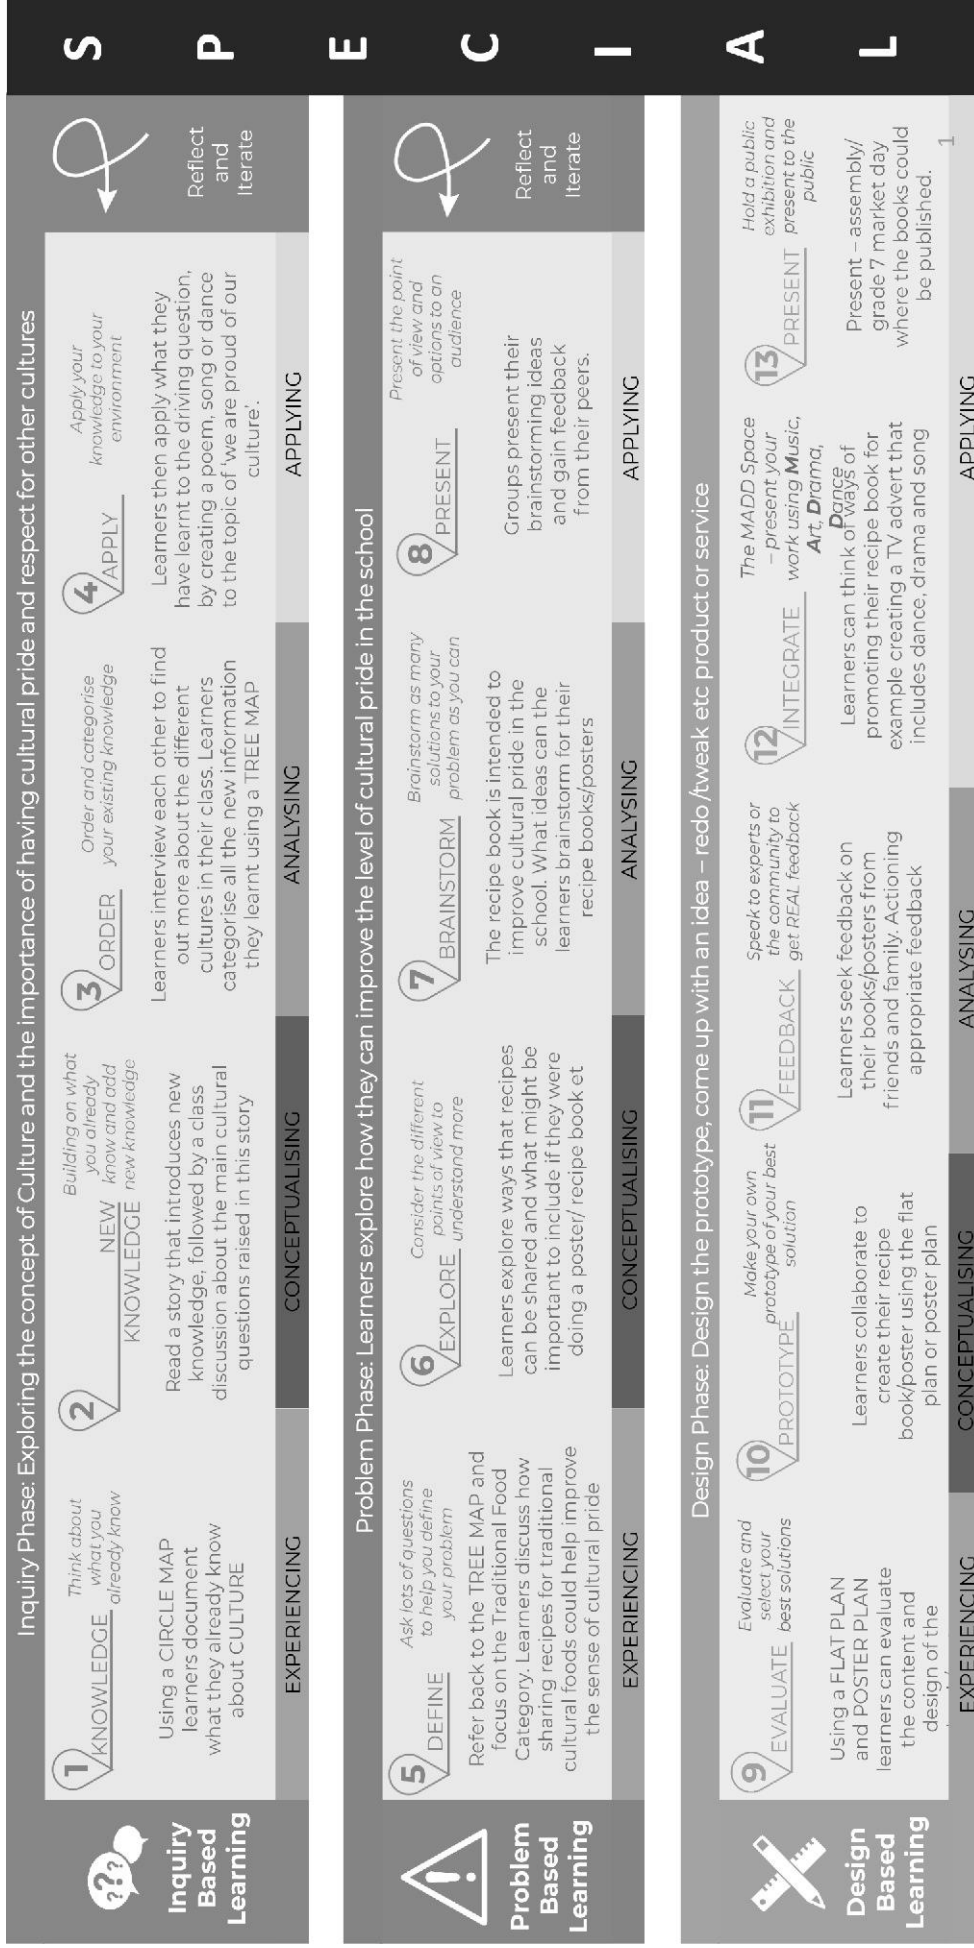 Inquiry Phase: Exploring the concept of Culture and the importance of having cultural pride and respect for other cultures
???
Inquiry
Based
Learning
1
KNOWLEDGE
Think about
what you
already know
Using a CIRCLE MAP
learners document
what they already know
about CULTURE
EXPERIENCING
2
NEW
KNOWLEDGE
Building on what
you already
know and add
new knowledge
Read a story that introduces new
knowledge, followed by a class
discussion about the main cultural
questions raised in this story
CONCEPTUALISING
3
ORDER
Order and categorise
your existing knowledge
Learners interview each other to find
out more about the different
cultures in their class. Learners
categorise all the new information
they learnt using a TREE MAP
ANALYSING
4
APPLY
Apply your
knowledge to your
environment
Learners then apply what they
have learnt to the driving question,
by creating a poem, song or dance
to the topic of 'we are proud of our
culture'.
APPLYING
Reflect
and
Iterate
Problem Phase: Learners explore how they can improve the level of cultural pride in the school
!
Problem
Based
Learning
5
DEFINE
Ask lots of questions
to help you define
your problem
Refer back to the TREE MAP and
focus on the Traditional Food
Category. Learners discuss how
sharing recipes for traditional
cultural foods could help improve
the sense of cultural pride
EXPERIENCING
6
EXPLORE
Consider the different
points of view to
understand more
Learners explore ways that recipes
can be shared and what might be
important to include if they were
doing a poster/ recipe book et
CONCEPTUALISING
7
BRAINSTORM
Brainstorm as many
solutions to your
problem as you can
The recipe book is intended to
improve cultural pride in the
school. What ideas can the
learners brainstorm for their
recipe books/posters
ANALYSING
8
PRESENT
Present the point
of view and
options to an
audience
Groups present their
brainstorming ideas
and gain feedback
from their peers.
APPLYING
Reflect
and
Iterate
Design Phase: Design the prototype, come up with an idea – redo /tweak etc product or service
Design
Based
Learning
9
EVALUATE
Evaluate and
select your
best solutions
Using a FLAT PLAN
and POSTER PLAN
learners can evaluate
the content and
design of the
EXPERIENCING
10
PROTOTYPE
Make your own
prototype of your best
solution
Learners collaborate to
create their recipe
book/poster using the flat
plan or poster plan
CONCEPTUALISING
11
FEEDBACK
Speak to experts or
the community to
get REAL feedback
Learners seek feedback on
their books/posters from
friends and family. Actioning
appropriate feedback
ANALYSING
12
INTEGRATE
The MADD Space
– present your
work using Music,
Art, Drama,
Dance
Learners can think of ways of
promoting their recipe book for
example creating a TV advert that
includes dance, drama and song
APPLYING
13
PRESENT
Hold a public
exhibition and
present to the
public
Present – assembly/
grade 7 market day
where the books could
be published.
1
S P E C I A L